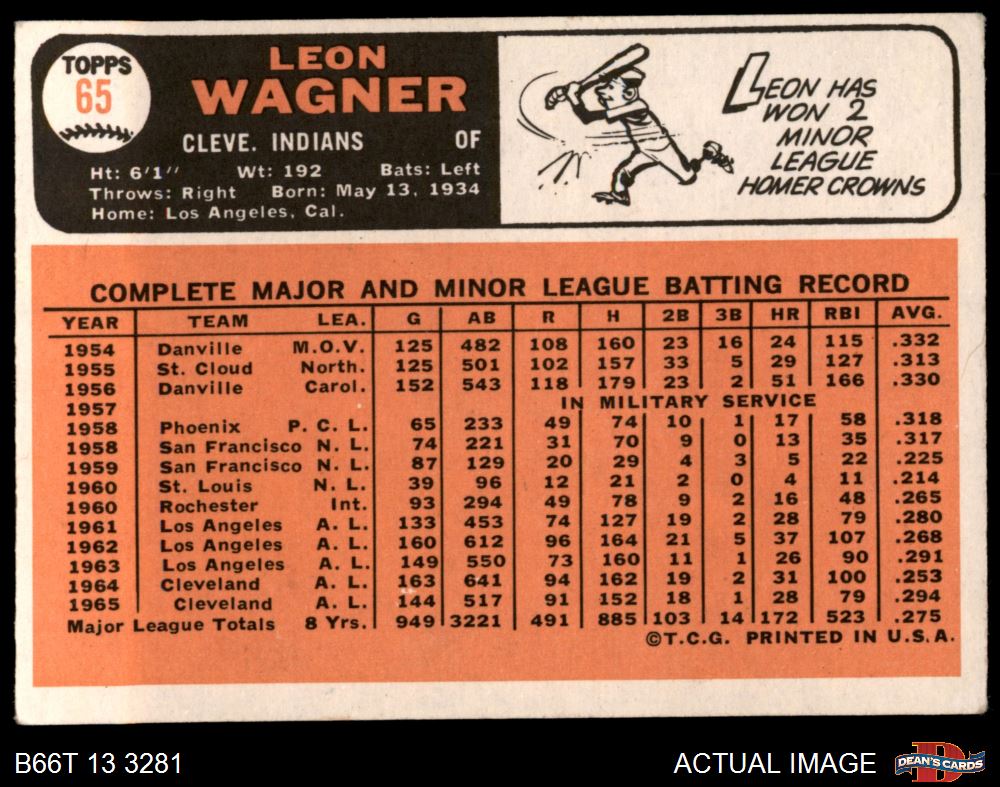 TOPPS
65
LEON
WAGNER
CLEVE. INDIANS OF
Ht: 6'1" Wt: 192 Bats: Left
Throws: Right Born: May 13, 1934
Home: Los Angeles, Cal.
LEON HAS
WON 2
MINOR
LEAGUE
HOMER CROWNS
COMPLETE MAJOR AND MINOR LEAGUE BATTING RECORD
YEAR TEAM LEA. G AB R H 2B 3B HR RBI AVG.
1954 Danville M.O.V. 125 482 108 160 23 16 24 115 .332
1955 St. Cloud North. 125 501 102 157 33 5 29 127 .313
1956 Danville Carol. 152 543 118 179 23 2 51 166 .330
1957 IN MILITARY SERVICE
1958 Phoenix P. C. L. 65 233 49 74 10 1 17 58 .318
1958 San Francisco N. L. 74 221 31 70 9 0 13 35 .317
1959 San Francisco N. L. 87 129 20 29 4 3 5 22 .225
1960 St. Louis N. L. 39 96 12 21 2 0 4 11 .214
1960 Rochester Int. 93 294 49 78 9 2 16 48 .265
1961 Los Angeles A. L. 133 453 74 127 19 2 28 79 .280
1962 Los Angeles A. L. 160 612 96 164 21 5 37 107 .268
1963 Los Angeles A. L. 149 550 73 160 11 1 26 90 .291
1964 Cleveland A. L. 163 641 94 162 19 2 31 100 .253
1965 Cleveland A. L. 144 517 91 152 18 1 28 79 .294
Major League Totals 8 Yrs. 949 3221 491 885 103 14 172 523 .275
©T.C.G. PRINTED IN U.S.A.
B66T 13 3281 ACTUAL IMAGE
D
DEAN'S CARDS